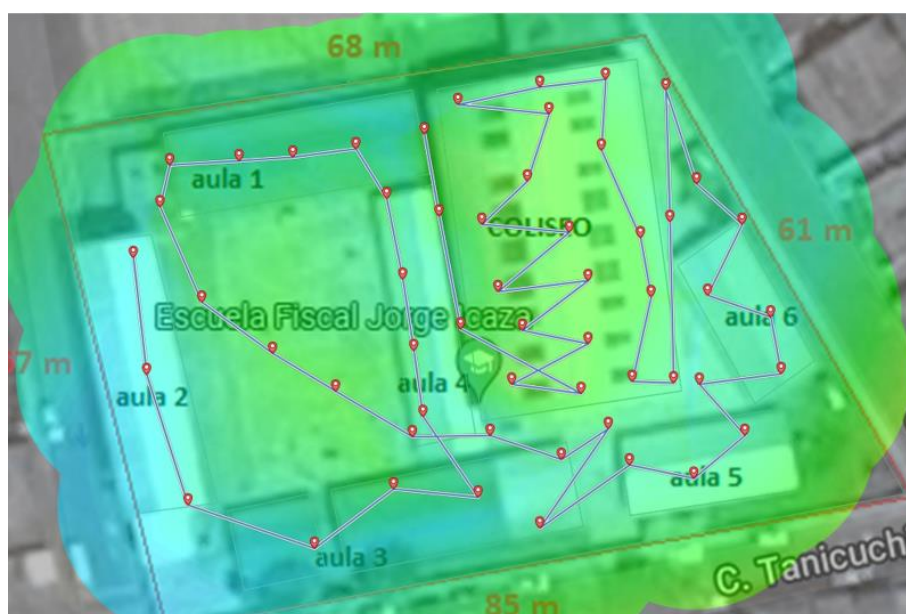 68 m
aula 1
COLISEO
61 m
Escuela Fiscal Jorge Icaza
aula 6
7 m
aula 2
aula 4
aula 5
aula 3
C. Tanicuchi
85 m